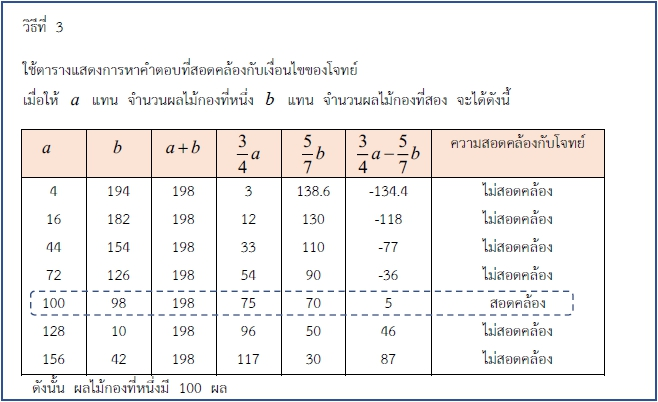 วิธีที่ 3
ใช้ตารางแสดงการหาคำตอบที่สอดคล้องกับเงื่อนไขของโจทย์
เมื่อให้ a แทน จำนวนผลไม้กองที่หนึ่ง b แทน จำนวนผลไม้กองที่สอง จะได้ดังนี้
a b a+b 3/4 a 5/7 b 3/4 a − 5/7 b ความสอดคล้องกับโจทย์
4 194 198 3 138.6 -134.4 ไม่สอดคล้อง
16 182 198 12 130 -118 ไม่สอดคล้อง
44 154 198 33 110 -77 ไม่สอดคล้อง
72 126 198 54 90 -36 ไม่สอดคล้อง
100 98 198 75 70 5 สอดคล้อง
128 10 198 96 50 46 ไม่สอดคล้อง
156 42 198 117 30 87 ไม่สอดคล้อง
ดังนั้น ผลไม้กองที่หนึ่งมี 100 ผล